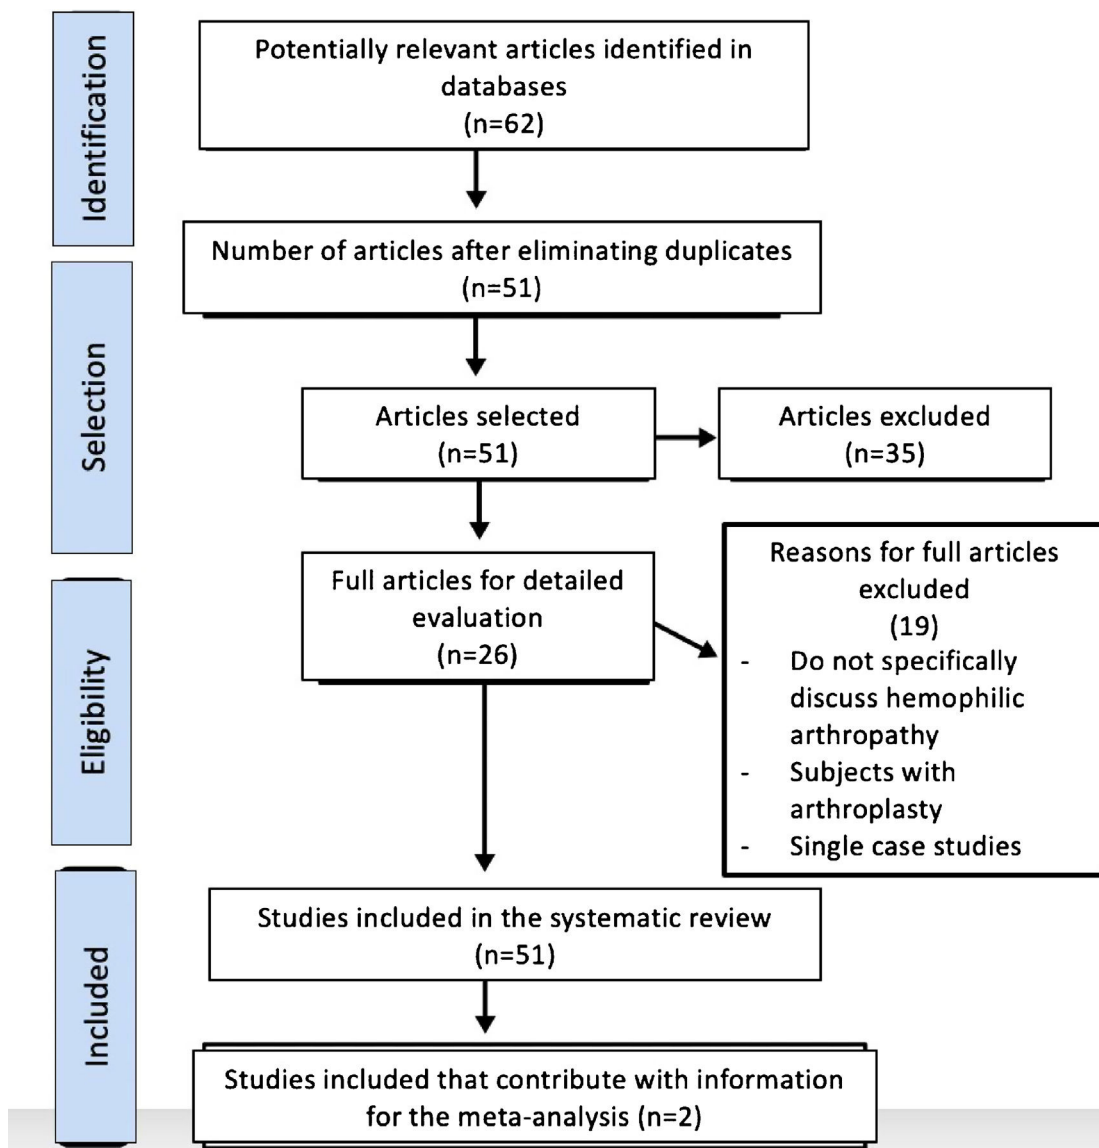 Identification
Potentially relevant articles identified in
databases
(n=62)
Number of articles after eliminating duplicates
(n=51)
Selection
Articles selected
(n=51)
Articles excluded
(n=35)
Eligibility
Full articles for detailed
evaluation
(n=26)
Reasons for full articles
excluded
(19)
- Do not specifically
discuss hemophilic
arthropathy
- Subjects with
arthroplasty
- Single case studies
Included
Studies included in the systematic review
(n=51)
Studies included that contribute with information
for the meta-analysis (n=2)